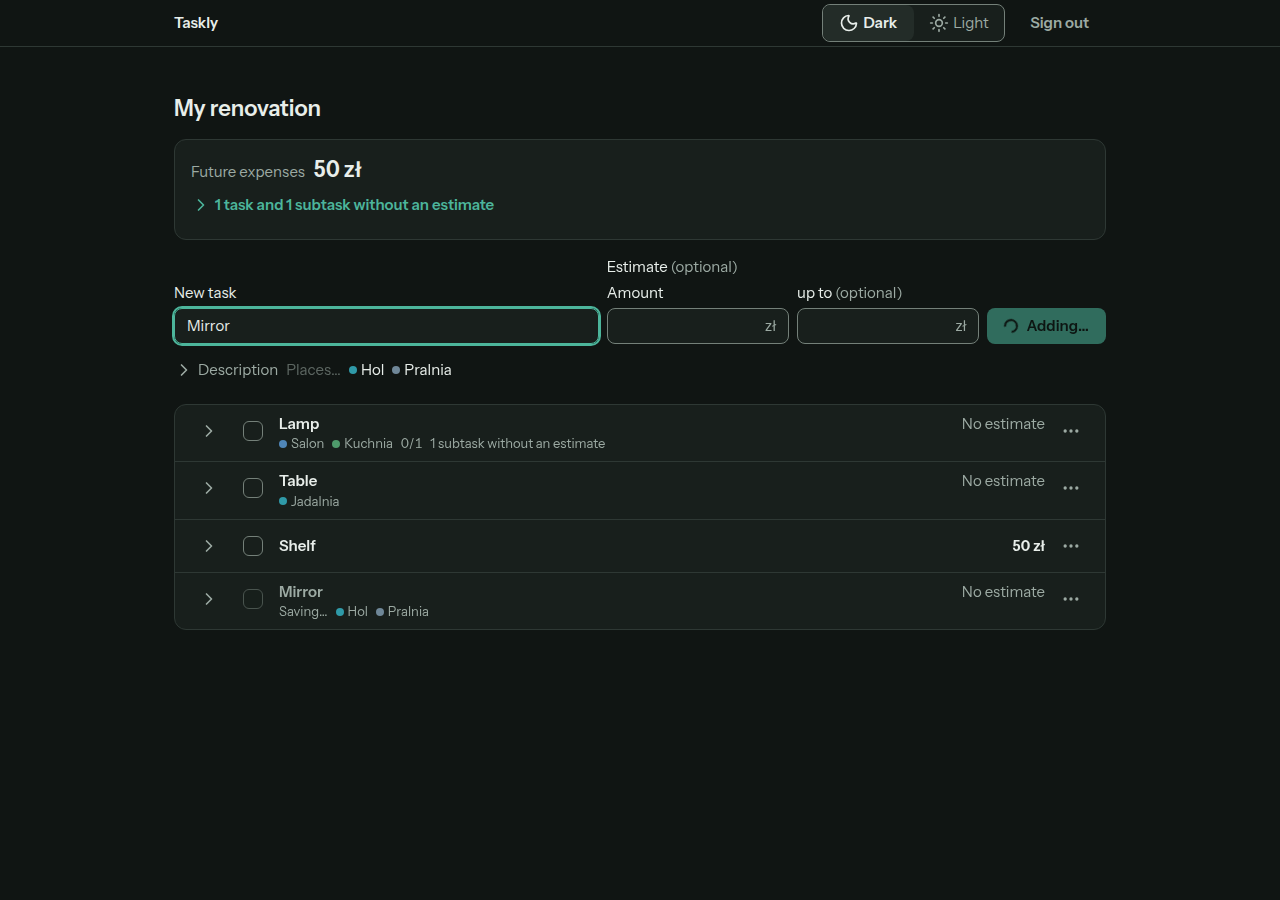 Taskly
Dark
Light
Sign out
My renovation
Future expenses 50 zł
1 task and 1 subtask without an estimate
Estimate (optional)
New task
Amount
up to (optional)
Mirror
zł
zł
Adding...
Description Places... Hol Pralnia
Lamp
No estimate
Salon Kuchnia 0/1 1 subtask without an estimate
Table
No estimate
Jadalnia
Shelf
50 zł
Mirror
No estimate
Saving... Hol Pralnia